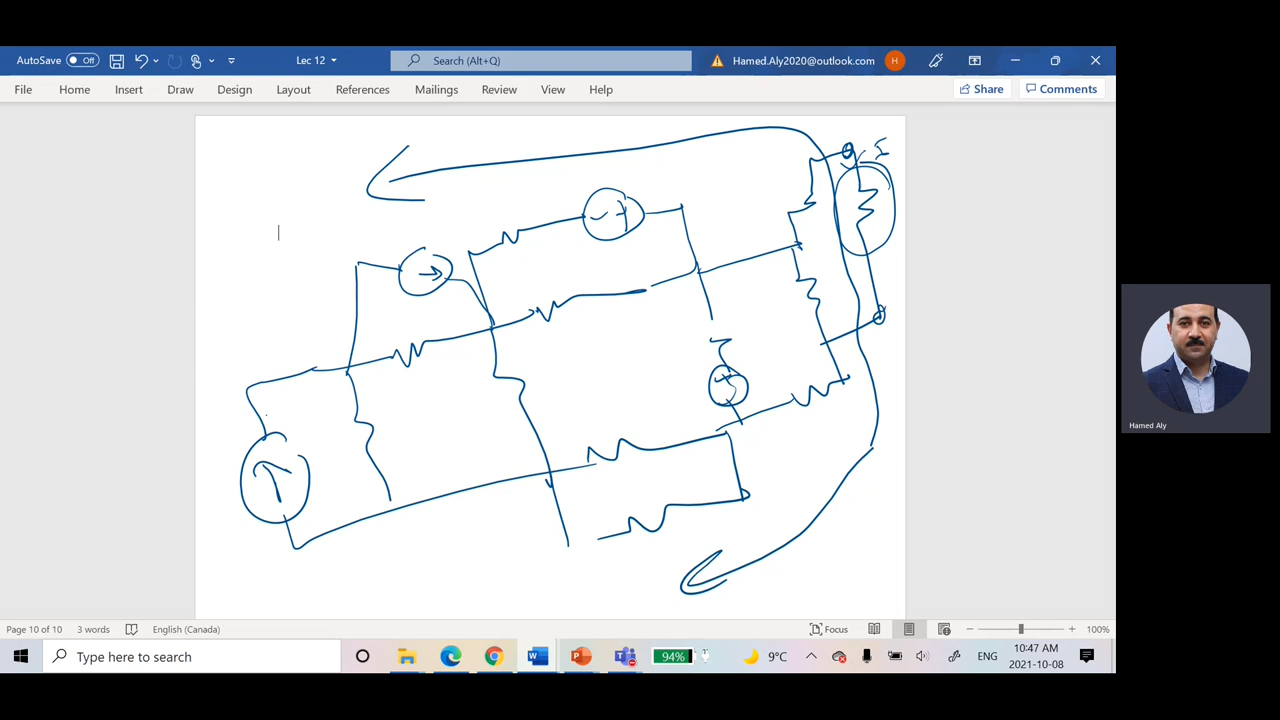 AutoSave Off Lec 12 Search (Alt+Q) Hamed.Aly2020@outlook.com H
File Home Insert Draw Design Layout References Mailings Review View Help Share Comments
I
- +
+
Hamed Aly
Page 10 of 10 3 words English (Canada) Focus 100%
Type here to search 94% 9°C ENG 10:47 AM
2021-10-08